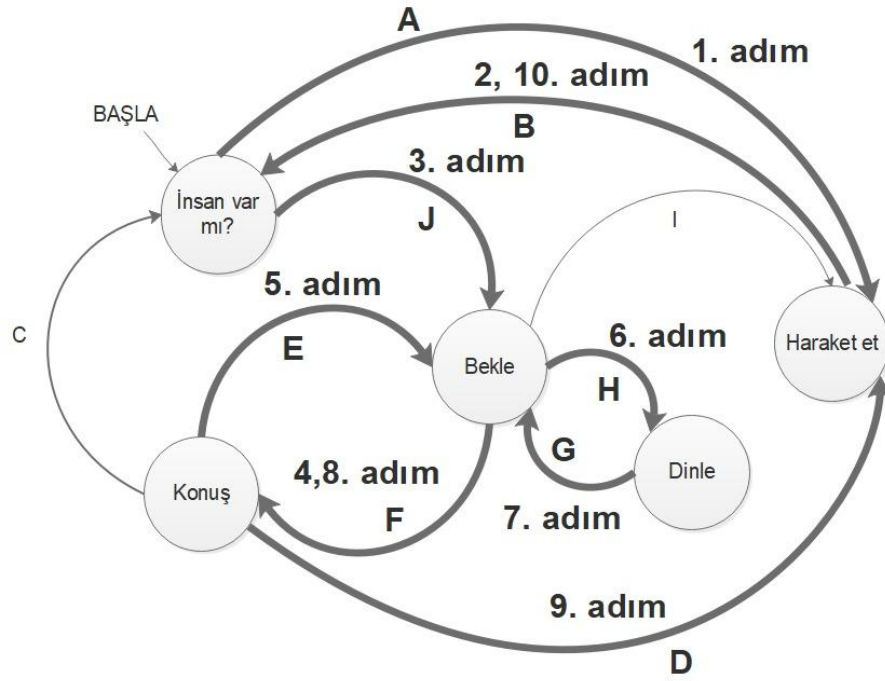 A
1. adım
2, 10. adım
B
BAŞLA
3. adım
İnsan var
mı?
J
I
5. adım
C
E
Bekle
6. adım
H
Haraket et
4,8. adım
G
Konuş
Dinle
F
7. adım
9. adım
D